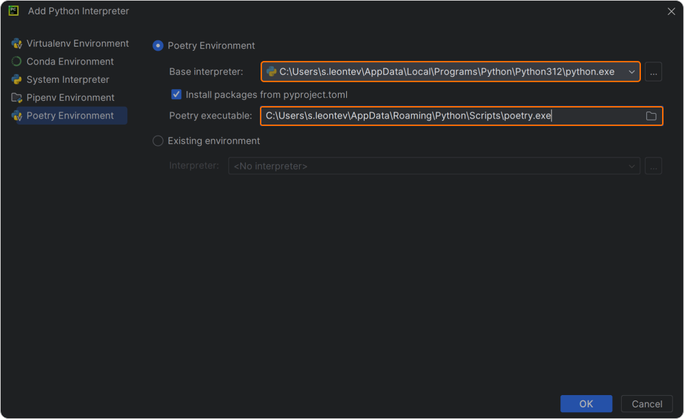 Add Python Interpreter
Virtualenv Environment
Conda Environment
System Interpreter
Pipenv Environment
Poetry Environment
Poetry Environment
Base interpreter: C:\Users\s.leontev\AppData\Local\Programs\Python\Python312\python.exe ...
Install packages from pyproject.toml
Poetry executable: C:\Users\s.leontev\AppData\Roaming\Python\Scripts\poetry.exe
Existing environment
Interpreter: <No interpreter> ...
OK Cancel